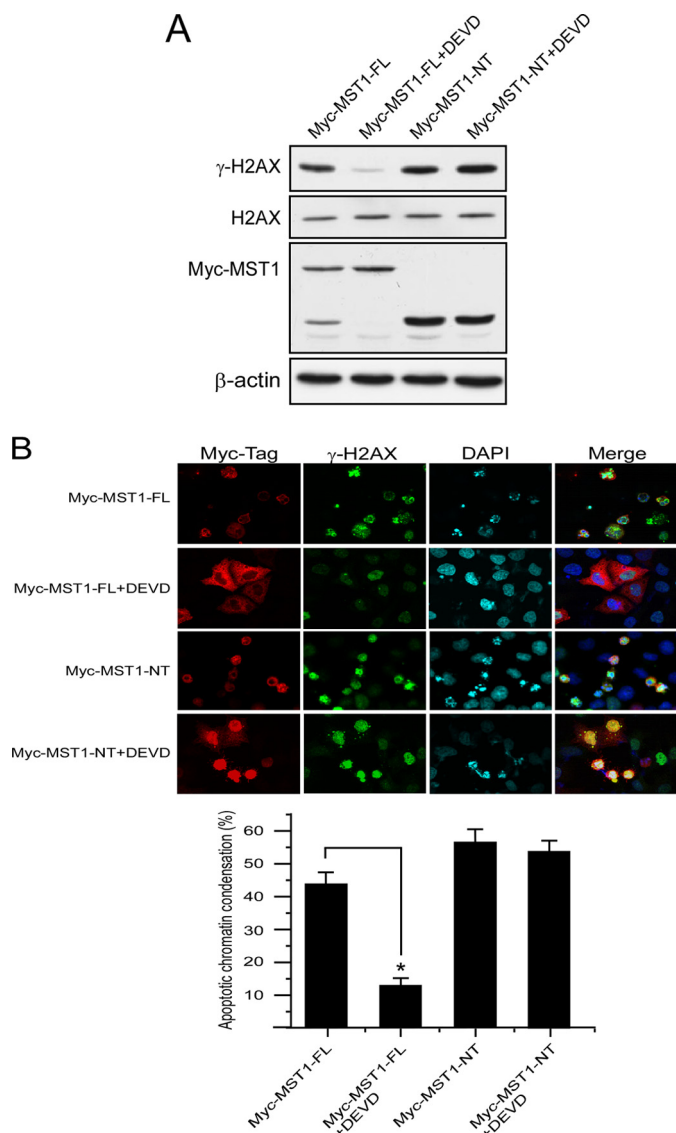 A
Myc-MST1-FL
Myc-MST1-FL+DEVD
Myc-MST1-NT
Myc-MST1-NT+DEVD
γ-H2AX
H2AX
Myc-MST1
β-actin
B
Myc-Tag γ-H2AX DAPI Merge
Myc-MST1-FL
Myc-MST1-FL+DEVD
Myc-MST1-NT
Myc-MST1-NT+DEVD
Apoptotic chromatin condensation (%)
60
50
40
30
20
10
*
Myc-MST1-FL
Myc-MST1-FL
+DEVD
Myc-MST1-NT
Myc-MST1-NT
+DEVD